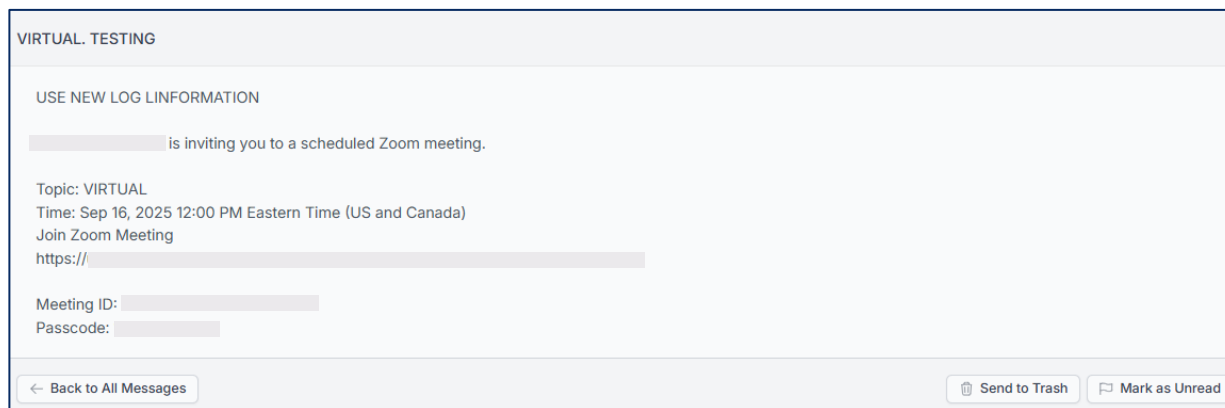 VIRTUAL. TESTING
USE NEW LOG LINFORMATION
is inviting you to a scheduled Zoom meeting.
Topic: VIRTUAL
Time: Sep 16, 2025 12:00 PM Eastern Time (US and Canada)
Join Zoom Meeting
https://
Meeting ID:
Passcode:
← Back to All Messages
Send to Trash
Mark as Unread